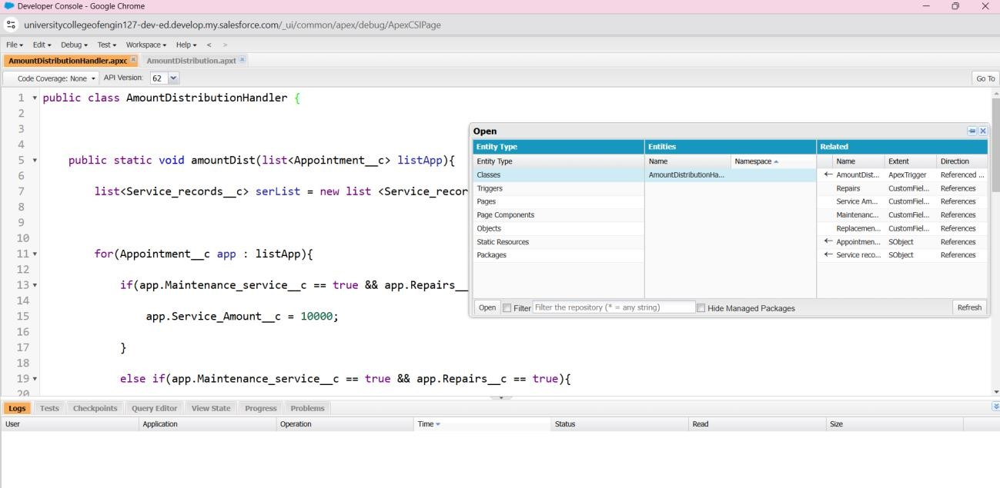 Developer Console - Google Chrome
universitycollegeofengin127-dev-ed.develop.my.salesforce.com/_ui/common/apex/debug/ApexCSIPage
File Edit Debug Test Workspace Help < >
AmountDistributionHandler.apxc AmountDistribution.apxt
Code Coverage: None API Version: 62 Go To
1 public class AmountDistributionHandler {
2
3
4
5 public static void amountDist(list<Appointment__c> listApp){
6
7 list<Service_records__c> serList = new list <Service_recor
8
9
10
11 for(Appointment__c app : listApp){
12
13 if(app.Maintenance_service__c == true && app.Repairs__
14
15 app.Service_Amount__c = 10000;
16
17 }
18
19 else if(app.Maintenance_service__c == true && app.Repairs__c == true){
20
Open
Entity Type Entities Related
Entity Type Name Namespace Name Extent Direction
Classes AmountDistributionHa... ← AmountDist... ApexTrigger Referenced ...
Triggers Repairs CustomFiel... References
Pages Service Am... CustomFiel... References
Page Components Maintenanc... CustomFiel... References
Objects Replacemen... CustomFiel... References
Static Resources ← Appointmen... SObject References
Packages ← Service reco... SObject References
Open Filter Filter the repository (* = any string) Hide Managed Packages Refresh
Logs Tests Checkpoints Query Editor View State Progress Problems
User Application Operation Time Status Read Size